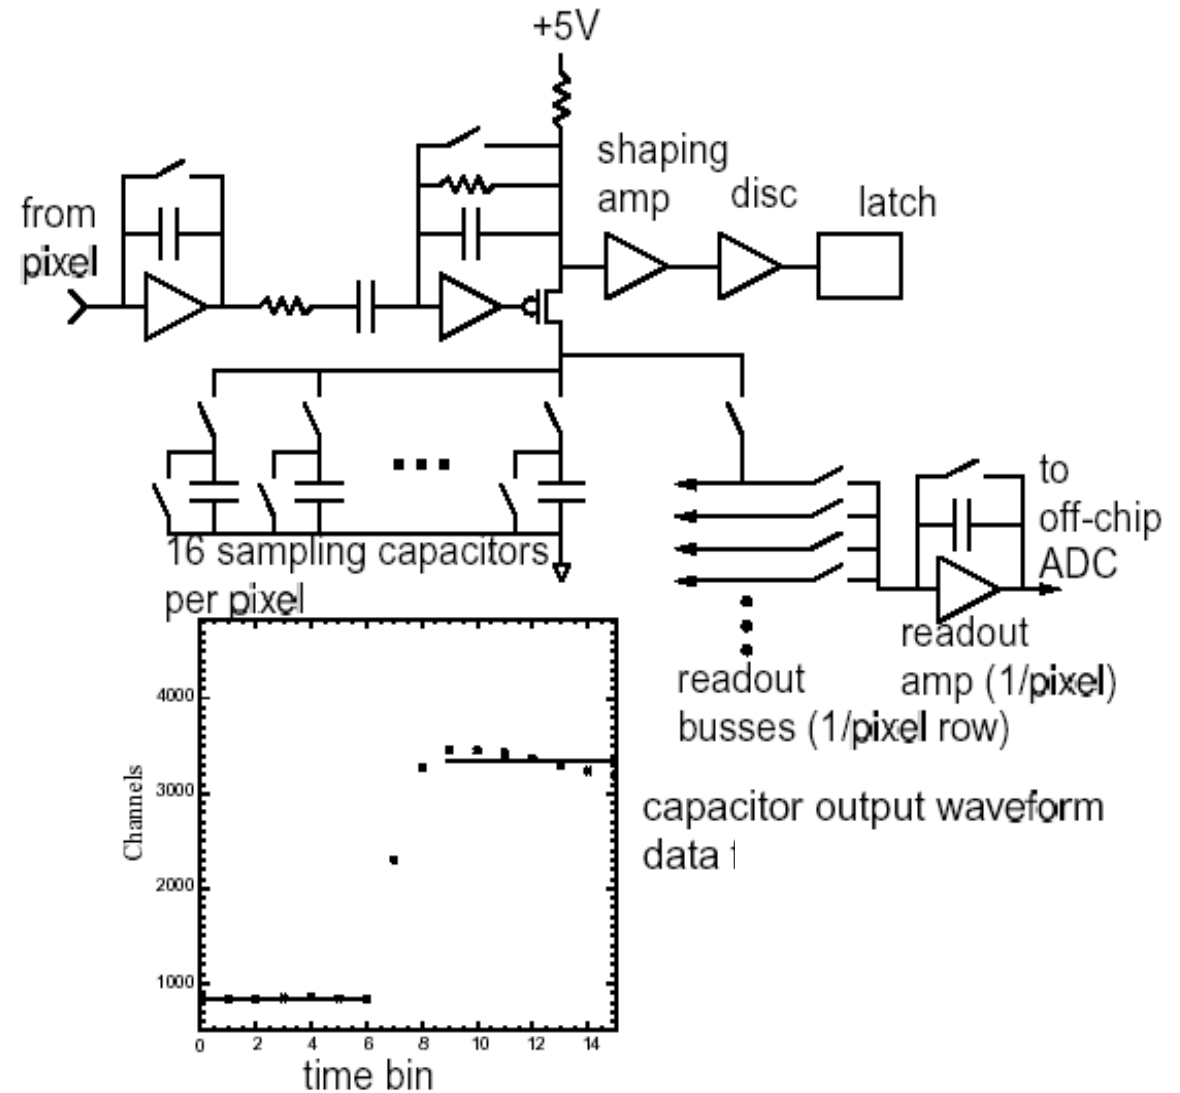 +5V
shaping
amp
disc
latch
from
pixel
16 sampling capacitors
per pixel
to
off-chip
ADC
readout
amp (1/pixel)
readout
busses (1/pixel row)
capacitor output waveform
data
4000
3000
2000
1000
Channels
0 2 4 6 8 10 12 14
time bin